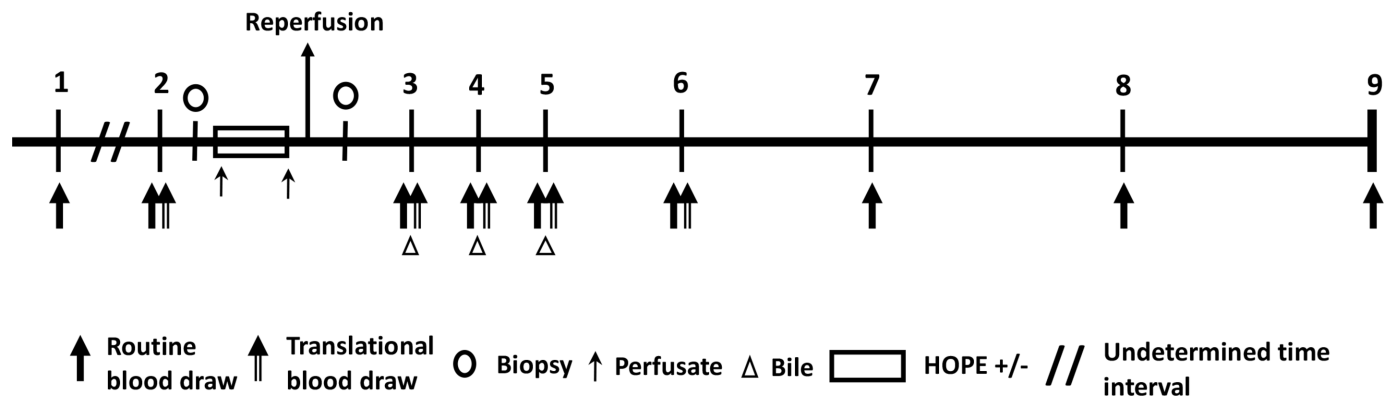 Reperfusion
1 2 3 4 5 6 7 8 9
Routine
blood draw
Translational
blood draw
Biopsy
Perfusate
Bile
HOPE +/-
Undetermined time
interval